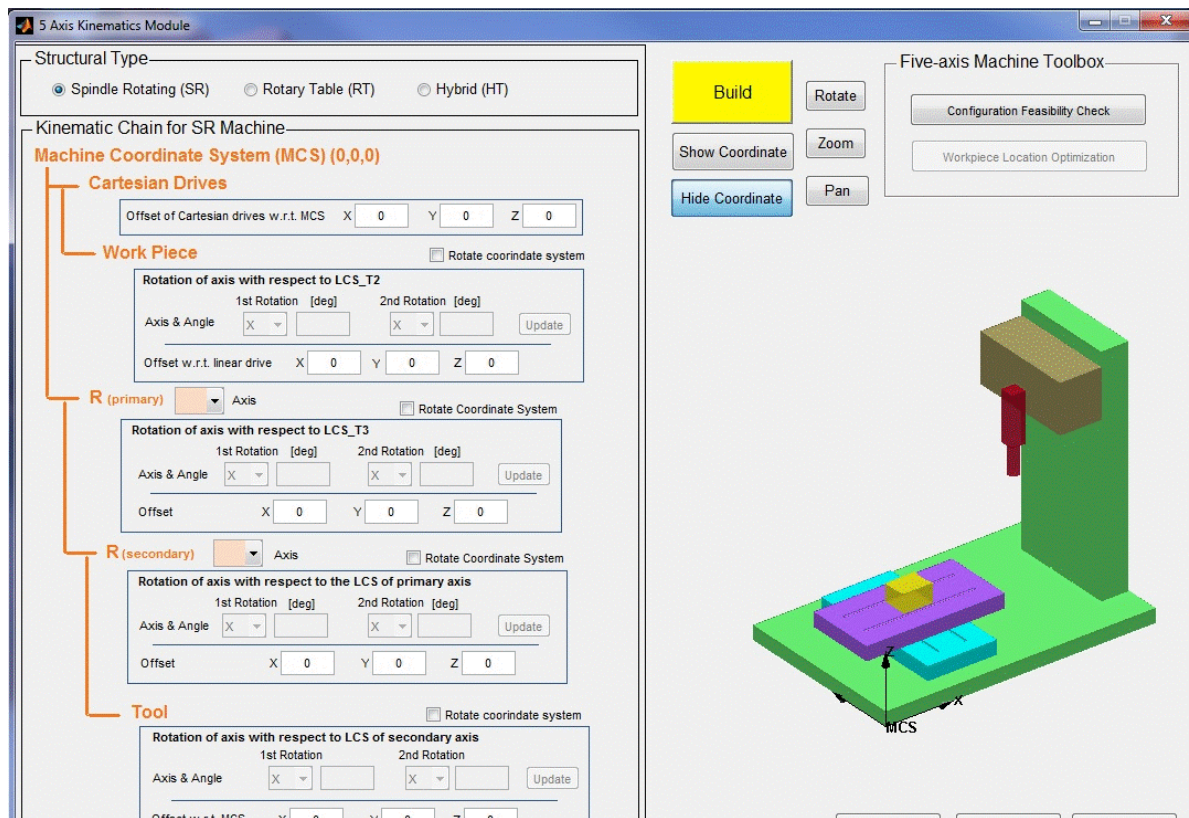 5 Axis Kinematics Module
Structural Type
Spindle Rotating (SR) Rotary Table (RT) Hybrid (HT)
Kinematic Chain for SR Machine
Machine Coordinate System (MCS) (0,0,0)
Cartesian Drives
Offset of Cartesian drives w.r.t. MCS X 0 Y 0 Z 0
Work Piece Rotate coorindate system
Rotation of axis with respect to LCS_T2
1st Rotation [deg] 2nd Rotation [deg]
Axis & Angle X X Update
Offset w.r.t. linear drive X 0 Y 0 Z 0
R (primary) Axis Rotate Coordinate System
Rotation of axis with respect to LCS_T3
1st Rotation [deg] 2nd Rotation [deg]
Axis & Angle X X Update
Offset X 0 Y 0 Z 0
R (secondary) Axis Rotate Coordinate System
Rotation of axis with respect to the LCS of primary axis
1st Rotation [deg] 2nd Rotation [deg]
Axis & Angle X X Update
Offset X 0 Y 0 Z 0
Tool Rotate coorindate system
Rotation of axis with respect to LCS of secondary axis
1st Rotation 2nd Rotation
Axis & Angle X X Update
Offset w.r.t. MCS X 0 Y 0 Z 0
Build
Show Coordinate
Hide Coordinate
Rotate
Zoom
Pan
Five-axis Machine Toolbox
Configuration Feasibility Check
Workpiece Location Optimization
Z
X
MCS